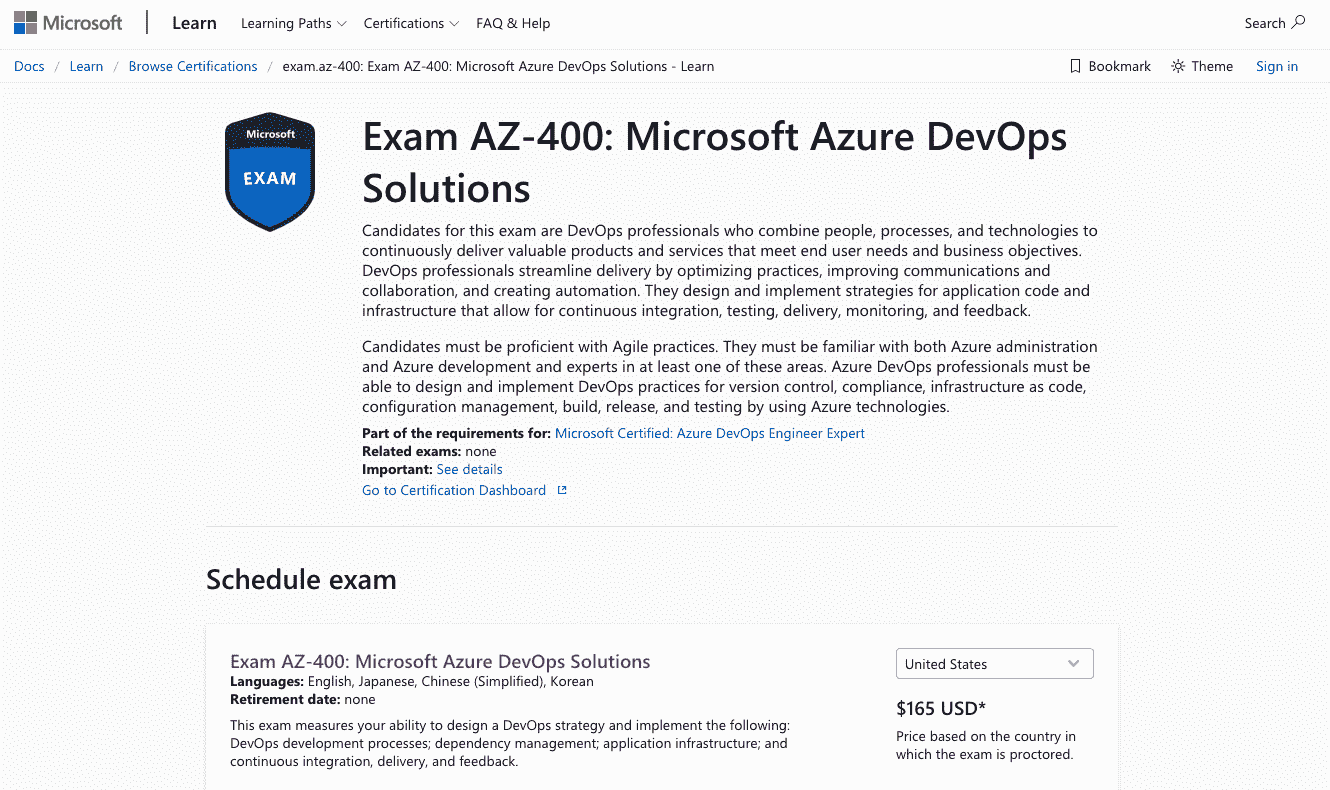 Microsoft Learn Learning Paths Certifications FAQ & Help Search
Docs / Learn / Browse Certifications / exam.az-400: Exam AZ-400: Microsoft Azure DevOps Solutions - Learn Bookmark Theme Sign in
Microsoft
EXAM
Exam AZ-400: Microsoft Azure DevOps
Solutions
Candidates for this exam are DevOps professionals who combine people, processes, and technologies to
continuously deliver valuable products and services that meet end user needs and business objectives.
DevOps professionals streamline delivery by optimizing practices, improving communications and
collaboration, and creating automation. They design and implement strategies for application code and
infrastructure that allow for continuous integration, testing, delivery, monitoring, and feedback.
Candidates must be proficient with Agile practices. They must be familiar with both Azure administration
and Azure development and experts in at least one of these areas. Azure DevOps professionals must be
able to design and implement DevOps practices for version control, compliance, infrastructure as code,
configuration management, build, release, and testing by using Azure technologies.
Part of the requirements for: Microsoft Certified: Azure DevOps Engineer Expert
Related exams: none
Important: See details
Go to Certification Dashboard
Schedule exam
Exam AZ-400: Microsoft Azure DevOps Solutions
Languages: English, Japanese, Chinese (Simplified), Korean
Retirement date: none
This exam measures your ability to design a DevOps strategy and implement the following:
DevOps development processes; dependency management; application infrastructure; and
continuous integration, delivery, and feedback.
United States
$165 USD*
Price based on the country in
which the exam is proctored.